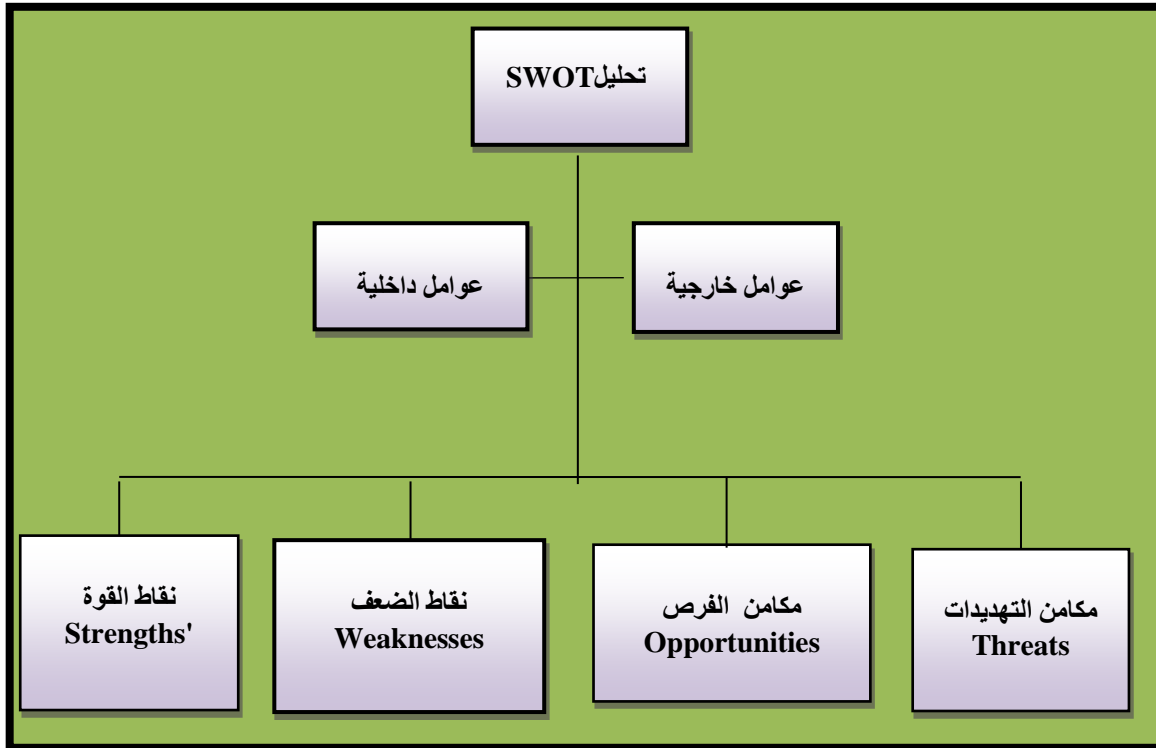 تحليلSWOT
عوامل خارجية
عوامل داخلية
مكامن التهديدات
Threats
مكامن الفرص
Opportunities
نقاط الضعف
Weaknesses
نقاط القوة
Strengths'